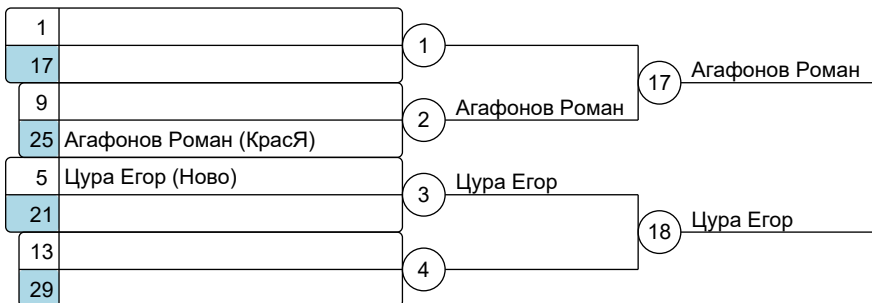 1
17
1
9
25 Агафонов Роман (КрасЯ)
2
Агафонов Роман
17
Агафонов Роман
5 Цура Егор (Ново)
21
3
Цура Егор
13
29
4
18
Цура Егор